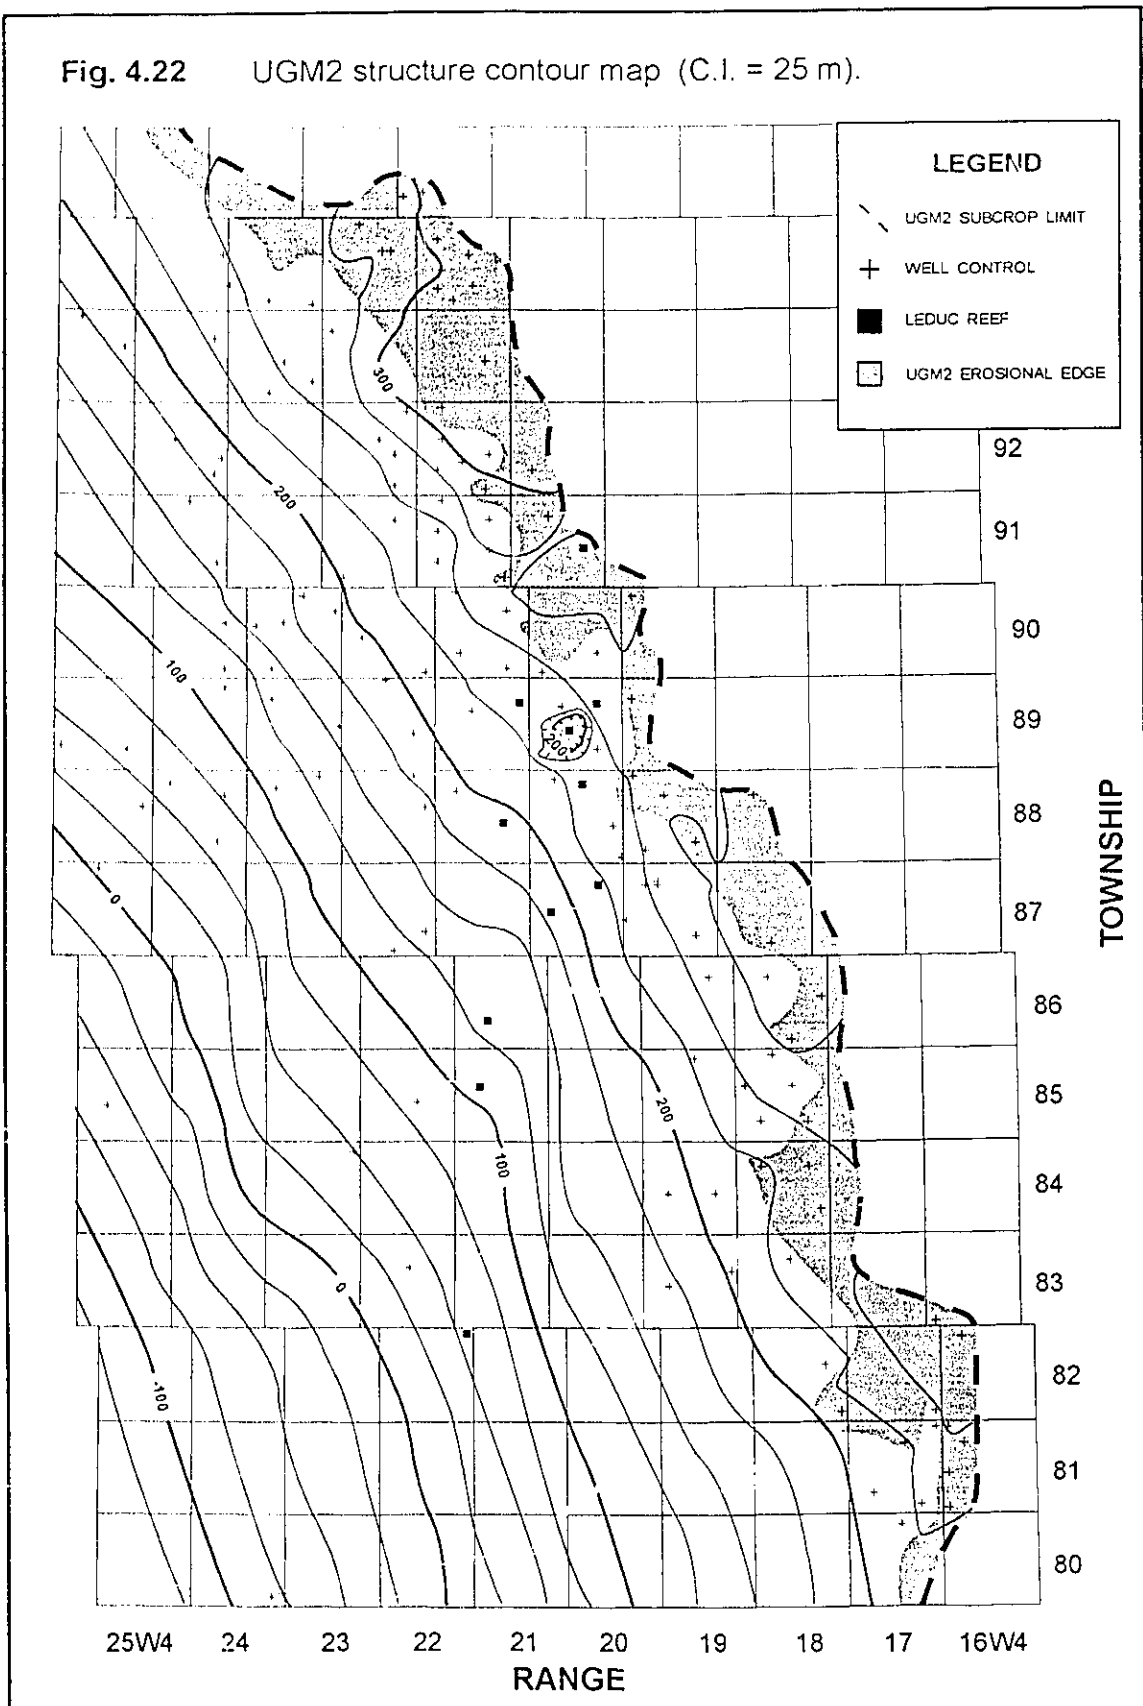 Fig. 4.22 UGM2 structure contour map (C.I. = 25 m).
LEGEND
UGM2 SUBCROP LIMIT
WELL CONTROL
LEDUC REEF
UGM2 EROSIONAL EDGE
300
92
200
91
90
100
89
200
88
0
87
86
85
200
100
84
83
0
82
-100
81
80
TOWNSHIP
25W4 24 23 22 21 20 19 18 17 16W4
RANGE